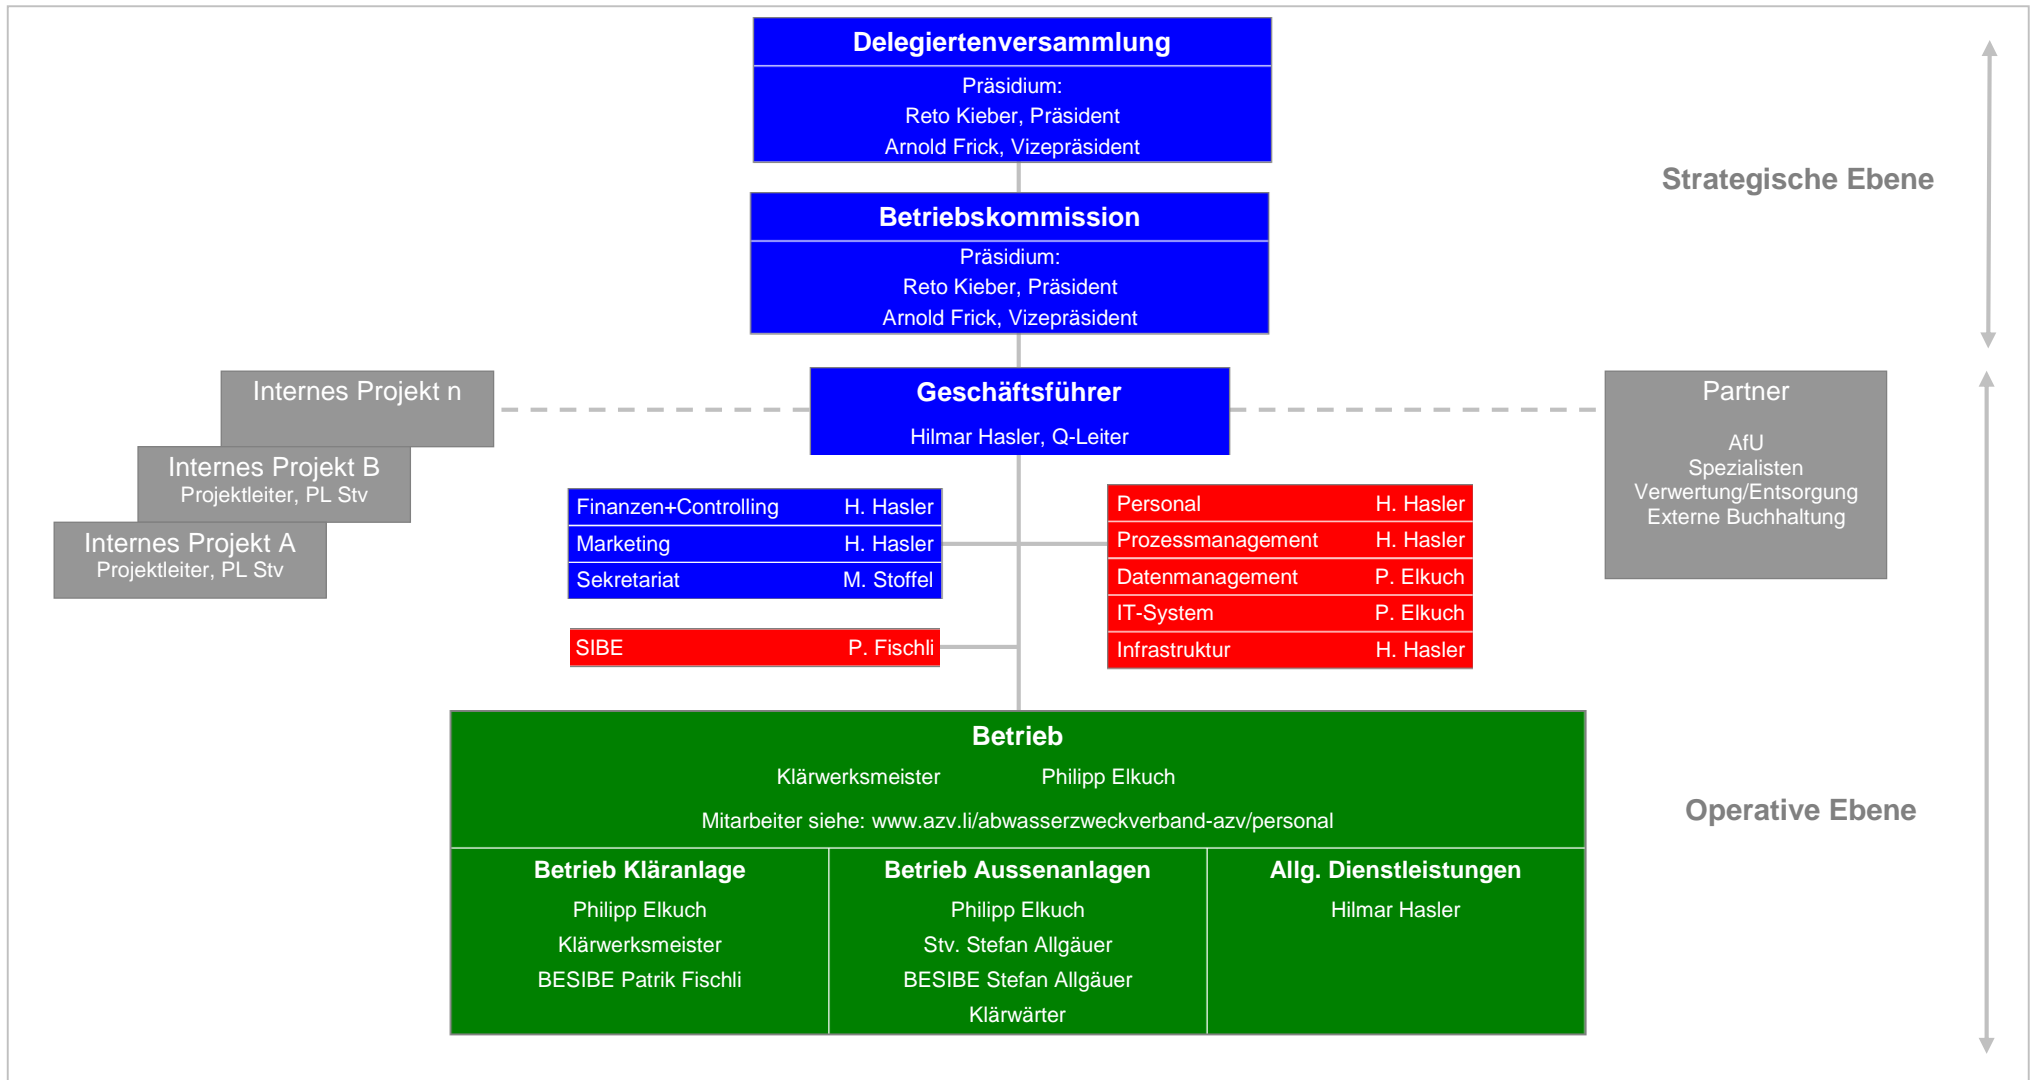 Delegiertenversammlung
Präsidium:
Reto Kieber, Präsident
Arnold Frick, Vizepräsident
Strategische Ebene
Betriebskommission
Präsidium:
Reto Kieber, Präsident
Arnold Frick, Vizepräsident
Internes Projekt n
Internes Projekt B
Projektleiter, PL Stv
Internes Projekt A
Projektleiter, PL Stv
Geschäftsführer
Hilmar Hasler, Q-Leiter
Partner
AfU
Spezialisten
Verwertung/Entsorgung
Externe Buchhaltung
Finanzen+Controlling H. Hasler
Marketing H. Hasler
Sekretariat M. Stoffel
SIBE P. Fischli
Personal H. Hasler
Prozessmanagement H. Hasler
Datenmanagement P. Elkuch
IT-System P. Elkuch
Infrastruktur H. Hasler
Betrieb
Klärwerksmeister Philipp Elkuch
Mitarbeiter siehe: www.azv.li/abwasserzweckverband-azv/personal
Operative Ebene
Betrieb Kläranlage
Philipp Elkuch
Klärwerksmeister
BESIBE Patrik Fischli
Betrieb Aussenanlagen
Philipp Elkuch
Stv. Stefan Allgäuer
BESIBE Stefan Allgäuer
Klärwärter
Allg. Dienstleistungen
Hilmar Hasler